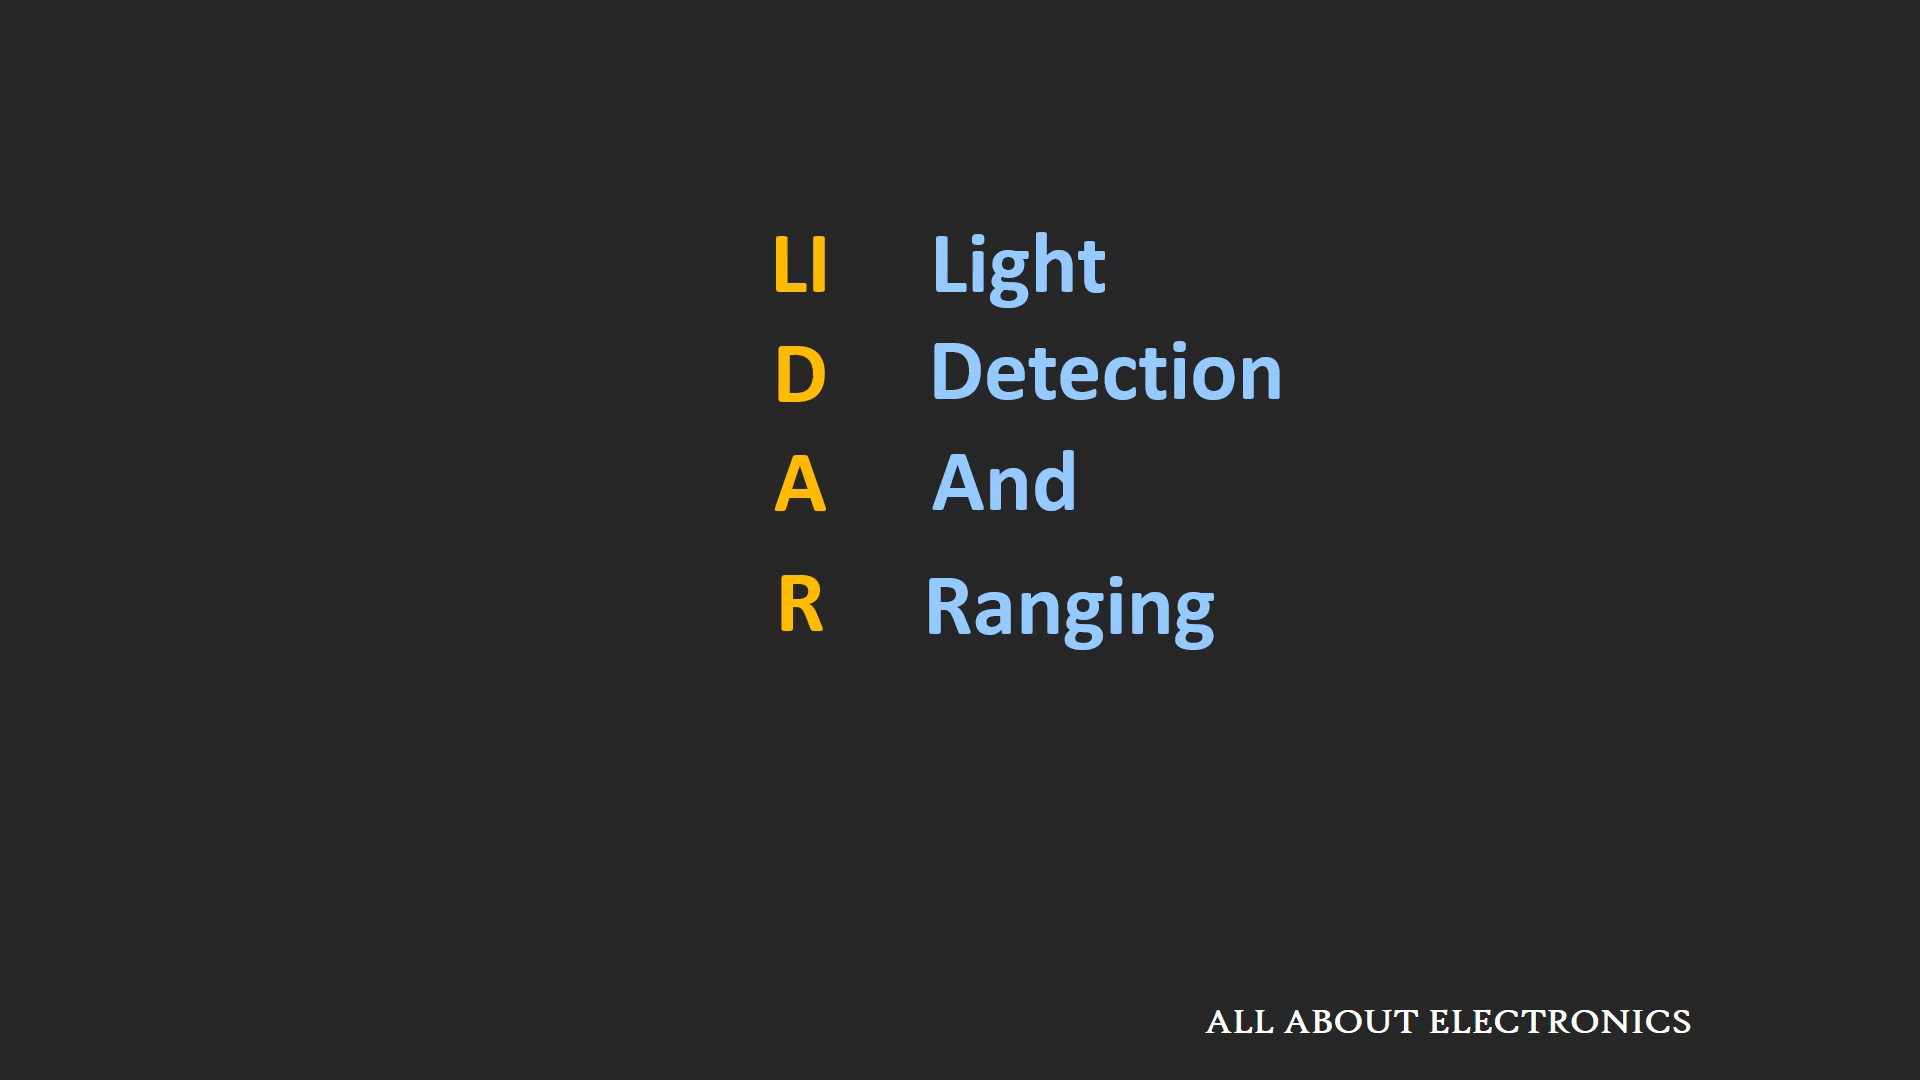 LI Light
D Detection
A And
R Ranging
ALL ABOUT ELECTRONICS